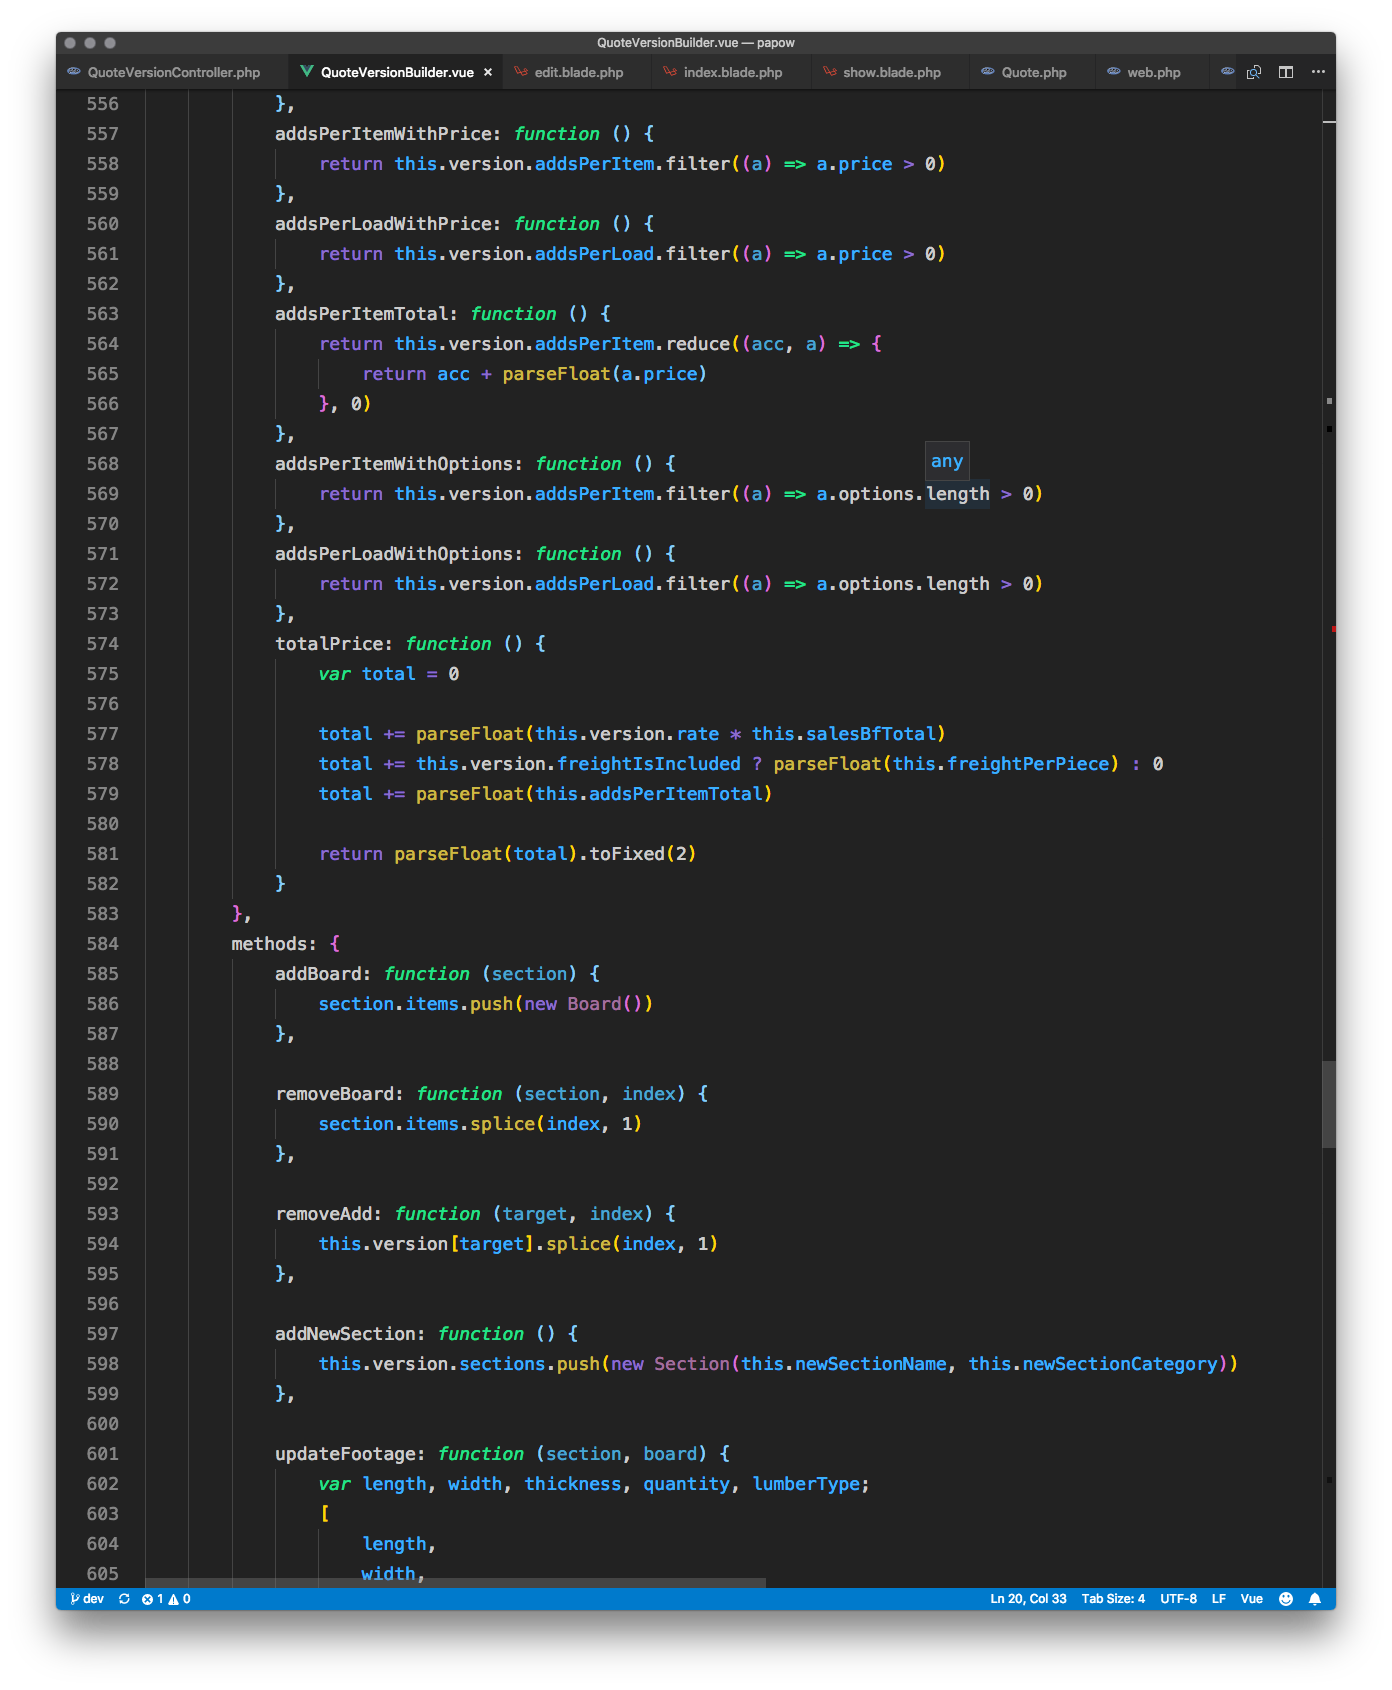 QuoteVersionBuilder.vue — papow
QuoteVersionController.php QuoteVersionBuilder.vue × edit.blade.php index.blade.php show.blade.php Quote.php web.php ···
556 },
557 addsPerItemWithPrice: function () {
558 return this.version.addsPerItem.filter((a) => a.price > 0)
559 },
560 addsPerLoadWithPrice: function () {
561 return this.version.addsPerLoad.filter((a) => a.price > 0)
562 },
563 addsPerItemTotal: function () {
564 return this.version.addsPerItem.reduce((acc, a) => {
565 return acc + parseFloat(a.price)
566 }, 0)
567 },
568 addsPerItemWithOptions: function () {
any
569 return this.version.addsPerItem.filter((a) => a.options.length > 0)
570 },
571 addsPerLoadWithOptions: function () {
572 return this.version.addsPerLoad.filter((a) => a.options.length > 0)
573 },
574 totalPrice: function () {
575 var total = 0
576
577 total += parseFloat(this.version.rate * this.salesBfTotal)
578 total += this.version.freightIsIncluded ? parseFloat(this.freightPerPiece) : 0
579 total += parseFloat(this.addsPerItemTotal)
580
581 return parseFloat(total).toFixed(2)
582 }
583 },
584 methods: {
585 addBoard: function (section) {
586 section.items.push(new Board())
587 },
588
589 removeBoard: function (section, index) {
590 section.items.splice(index, 1)
591 },
592
593 removeAdd: function (target, index) {
594 this.version[target].splice(index, 1)
595 },
596
597 addNewSection: function () {
598 this.version.sections.push(new Section(this.newSectionName, this.newSectionCategory))
599 },
600
601 updateFootage: function (section, board) {
602 var length, width, thickness, quantity, lumberType;
603 [
604 length,
605 width,
dev 1 0 Ln 20, Col 33 Tab Size: 4 UTF-8 LF Vue